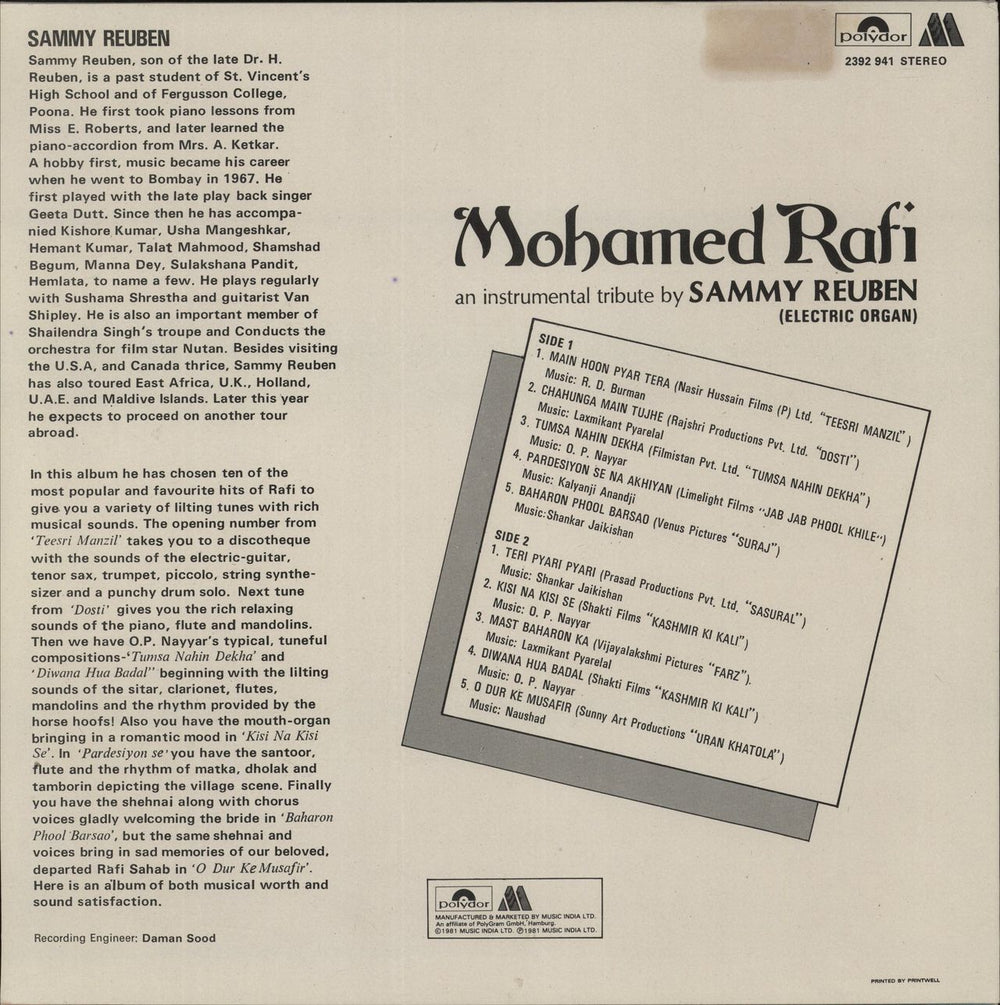 SAMMY REUBEN
Sammy Reuben, son of the late Dr. H.
Reuben, is a past student of St. Vincent's
High School and of Fergusson College,
Poona. He first took piano lessons from
Miss E. Roberts, and later learned the
piano-accordion from Mrs. A. Ketkar.
A hobby first, music became his career
when he went to Bombay in 1967. He
first played with the late play back singer
Geeta Dutt. Since then he has accompa-
nied Kishore Kumar, Usha Mangeshkar,
Hemant Kumar, Talat Mahmood, Shamshad
Begum, Manna Dey, Sulakshana Pandit,
Hemlata, to name a few. He plays regularly
with Sushama Shrestha and guitarist Van
Shipley. He is also an important member of
Shailendra Singh's troupe and Conducts the
orchestra for film star Nutan. Besides visiting
the U.S.A, and Canada thrice, Sammy Reuben
has also toured East Africa, U.K., Holland,
U.A.E. and Maldive Islands. Later this year
he expects to proceed on another tour
abroad.
In this album he has chosen ten of the
most popular and favourite hits of Rafi to
give you a variety of lilting tunes with rich
musical sounds. The opening number from
'Teesri Manzil' takes you to a discotheque
with the sounds of the electric-guitar,
tenor sax, trumpet, piccolo, string synthe-
sizer and a punchy drum solo. Next tune
from 'Dosti' gives you the rich relaxing
sounds of the piano, flute and mandolins.
Then we have O.P. Nayyar's typical, tuneful
compositions-'Tumsa Nahin Dekha' and
'Diwana Hua Badal" beginning with the lilting
sounds of the sitar, clarionet, flutes,
mandolins and the rhythm provided by the
horse hoofs! Also you have the mouth-organ
bringing in a romantic mood in 'Kisi Na Kisi
Se'. In 'Pardesiyon se' you have the santoor,
flute and the rhythm of matka, dholak and
tamborin depicting the village scene. Finally
you have the shehnai along with chorus
voices gladly welcoming the bride in 'Baharon
Phool Barsao', but the same shehnai and
voices bring in sad memories of our beloved,
departed Rafi Sahab in 'O Dur Ke Musafir'.
Here is an album of both musical worth and
sound satisfaction.
Recording Engineer: Daman Sood
polydor
2392 941 STEREO
Mohamed Rafi
an instrumental tribute by SAMMY REUBEN
(ELECTRIC ORGAN)
SIDE 1
1. MAIN HOON PYAR TERA (Nasir Hussain Films (P) Ltd. "TEESRI MANZIL")
Music: R. D. Burman
2. CHAHUNGA MAIN TUJHE (Rajshri Productions Pvt. Ltd. "DOSTI")
Music: Laxmikant Pyarelal
3. TUMSA NAHIN DEKHA (Filmistan Pvt. Ltd. "TUMSA NAHIN DEKHA")
Music: O. P. Nayyar
4. PARDESIYON SE NA AKHIYAN (Limelight Films "JAB JAB PHOOL KHILE")
Music: Kalyanji Anandji
5. BAHARON PHOOL BARSAO (Venus Pictures "SURAJ")
Music:Shankar Jaikishan
SIDE 2
1. TERI PYARI PYARI (Prasad Productions Pvt. Ltd. "SASURAL")
Music: Shankar Jaikishan
2. KISI NA KISI SE (Shakti Films "KASHMIR KI KALI")
Music: O. P. Nayyar
3. MAST BAHARON KA (Vijayalakshmi Pictures "FARZ").
Music: Laxmikant Pyarelal
4. DIWANA HUA BADAL (Shakti Films "KASHMIR KI KALI")
Music: O. P. Nayyar
5. O DUR KE MUSAFIR (Sunny Art Productions "URAN KHATOLA")
Music: Naushad
polydor
MANUFACTURED & MARKETED BY MUSIC INDIA LTD.
An affiliate of PolyGram GmbH, Hamburg.
©1981 MUSIC INDIA LTD. ℗1981 MUSIC INDIA LTD.
PRINTED BY PRINTWELL